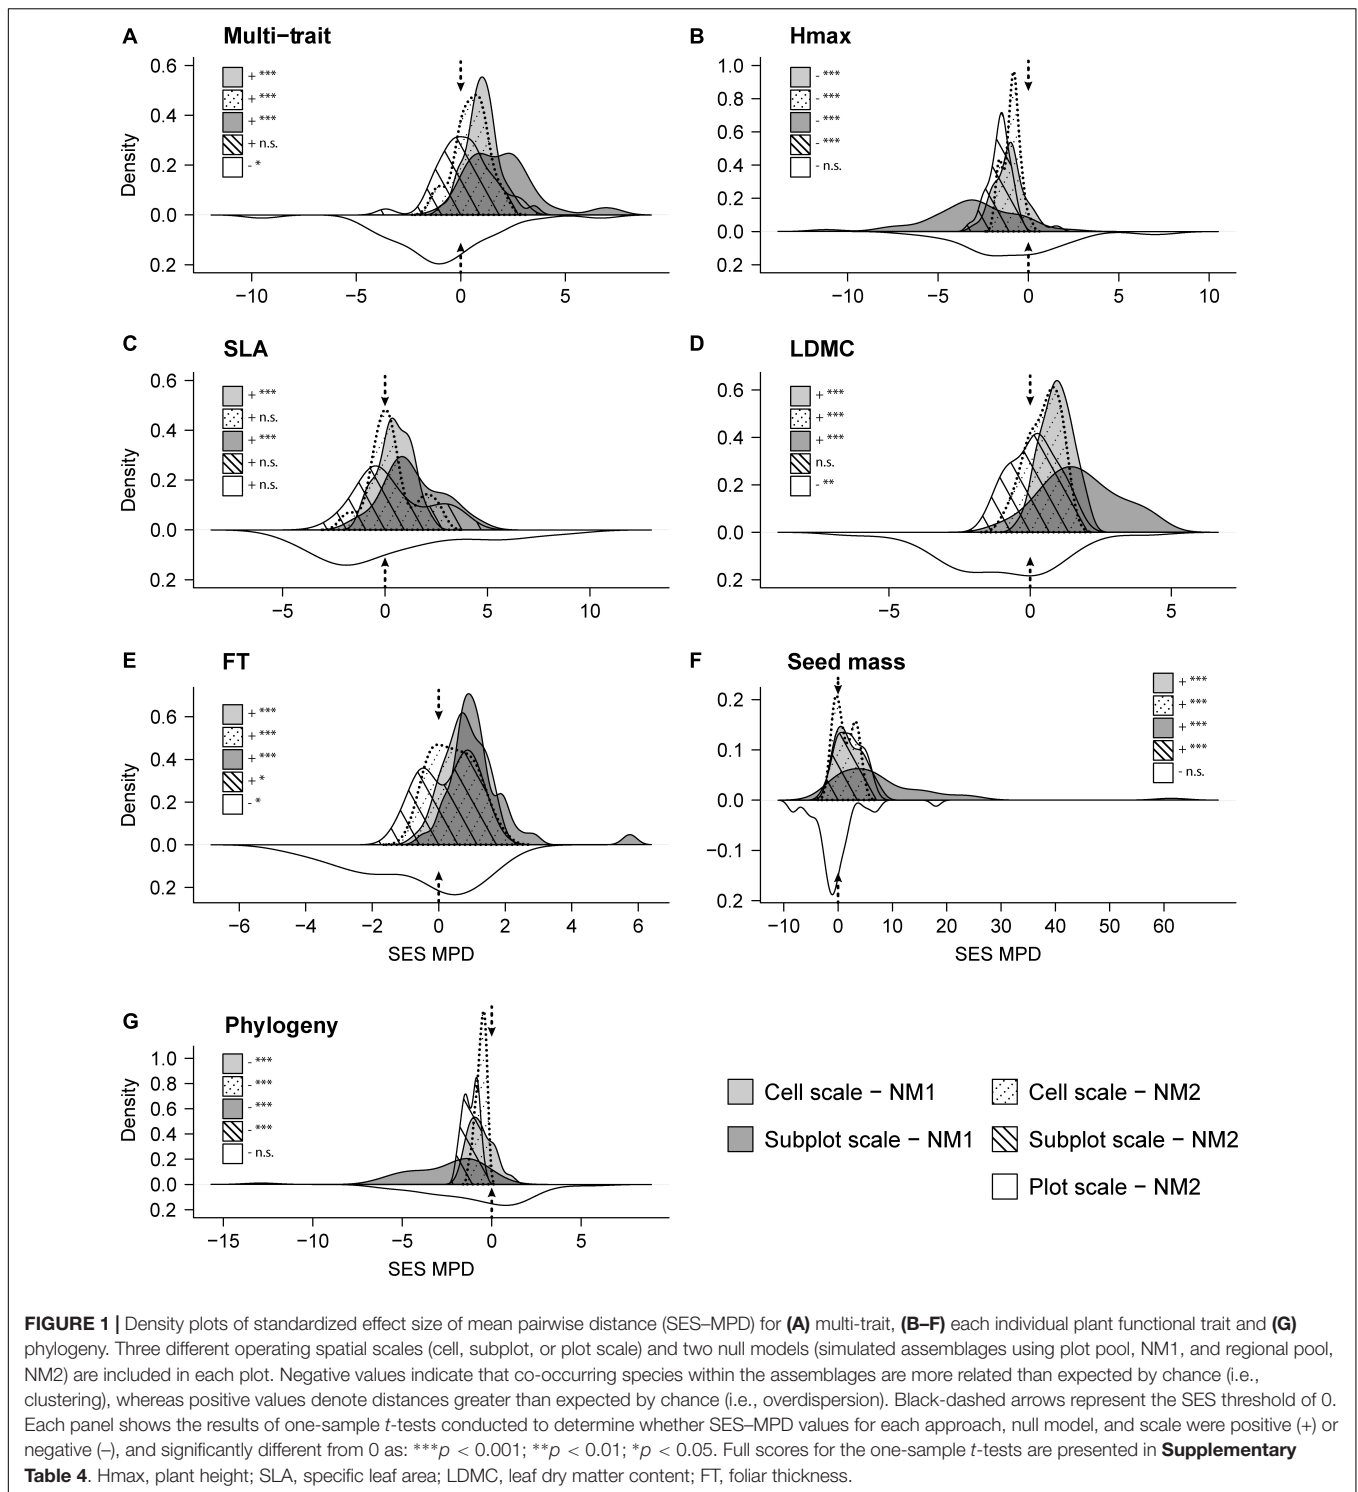 A Multi−trait
+ ***
+ ***
+ ***
+ n.s.
- *
Density
0.6
0.4
0.2
0.0
0.2
−10 −5 0 5
B Hmax
- ***
- ***
- ***
- ***
- n.s.
1.0
0.8
0.6
0.4
0.2
0.0
0.2
−10 −5 0 5 10
C SLA
+ ***
+ n.s.
+ ***
+ n.s.
+ n.s.
Density
0.6
0.4
0.2
0.0
0.2
−5 0 5 10
D LDMC
+ ***
+ ***
+ ***
n.s.
- **
0.6
0.4
0.2
0.0
0.2
−5 0 5
E FT
+ ***
+ ***
+ ***
+ *
- *
Density
0.6
0.4
0.2
0.0
0.2
−6 −4 −2 0 2 4 6
SES MPD
F Seed mass
+ ***
+ ***
+ ***
+ ***
- n.s.
0.2
0.1
0.0
−0.1
0.2
−10 0 10 20 30 40 50 60
SES MPD
G Phylogeny
- ***
- ***
- ***
- ***
- n.s.
Density
1.0
0.8
0.6
0.4
0.2
0.0
0.2
−15 −10 −5 0 5
SES MPD
Cell scale − NM1 Cell scale − NM2
Subplot scale − NM1 Subplot scale − NM2
Plot scale − NM2
FIGURE 1 | Density plots of standardized effect size of mean pairwise distance (SES–MPD) for (A) multi-trait, (B–F) each individual plant functional trait and (G)
phylogeny. Three different operating spatial scales (cell, subplot, or plot scale) and two null models (simulated assemblages using plot pool, NM1, and regional pool,
NM2) are included in each plot. Negative values indicate that co-occurring species within the assemblages are more related than expected by chance (i.e.,
clustering), whereas positive values denote distances greater than expected by chance (i.e., overdispersion). Black-dashed arrows represent the SES threshold of 0.
Each panel shows the results of one-sample t-tests conducted to determine whether SES–MPD values for each approach, null model, and scale were positive (+) or
negative (–), and significantly different from 0 as: ***p < 0.001; **p < 0.01; *p < 0.05. Full scores for the one-sample t-tests are presented in Supplementary
Table 4. Hmax, plant height; SLA, specific leaf area; LDMC, leaf dry matter content; FT, foliar thickness.